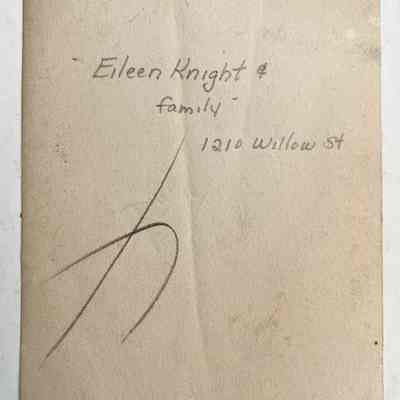 "Eileen Knight &
family"
1210 Willow St